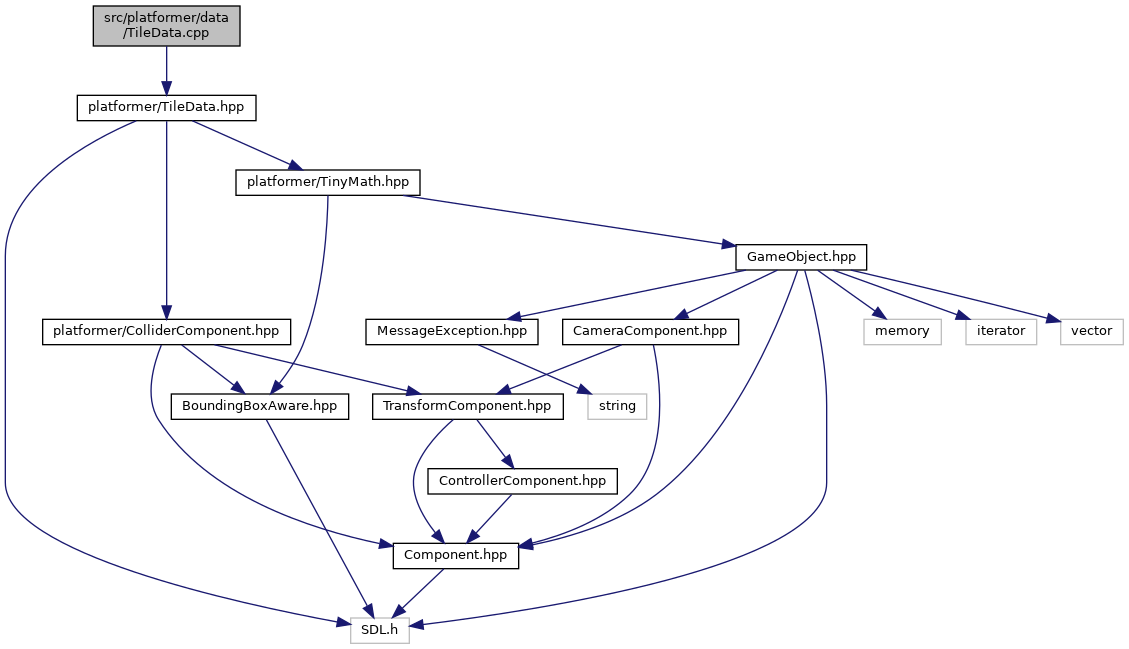 src/platformer/data
/TileData.cpp
platformer/TileData.hpp
platformer/TinyMath.hpp
GameObject.hpp
platformer/ColliderComponent.hpp
MessageException.hpp
CameraComponent.hpp
memory
iterator
vector
BoundingBoxAware.hpp
TransformComponent.hpp
string
ControllerComponent.hpp
Component.hpp
SDL.h